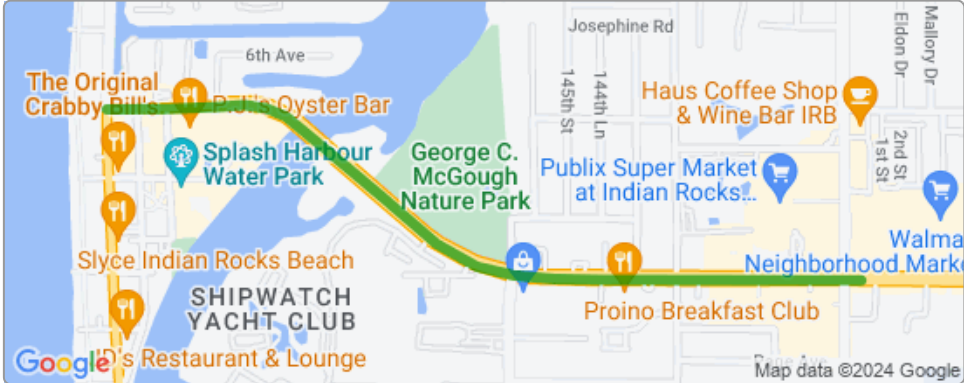 Josephine Rd
6th Ave
The Original
Crabby Bill's
P.J.'s Oyster Bar
145th St
144th Ln
Eldon Dr
Mallory Dr
Haus Coffee Shop
& Wine Bar IRB
2nd St
1st St
Splash Harbour
Water Park
George C.
McGough
Nature Park
Publix Super Market
at Indian Rocks...
Slyce Indian Rocks Beach
Walma
Neighborhood Marke
SHIPWATCH
YACHT CLUB
Proino Breakfast Club
JD's Restaurant & Lounge
Google
Map data ©2024 Google